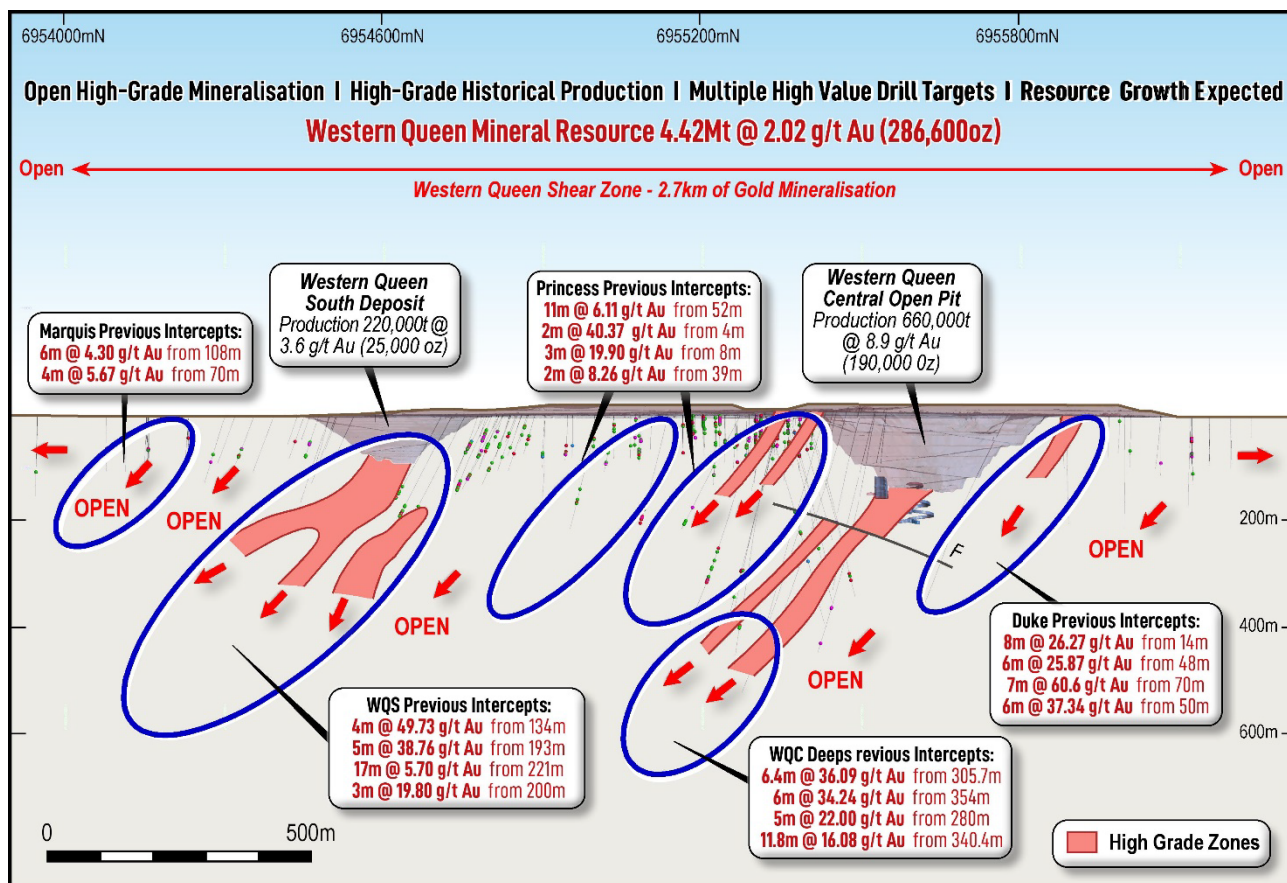 6954000mN
6954600mN
6955200mN
6955800mN
Open High-Grade Mineralisation I High-Grade Historical Production I Multiple High Value Drill Targets I Resource Growth Expected
Western Queen Mineral Resource 4.42Mt @ 2.02 g/t Au (286,600oz)
Open
Open
Western Queen Shear Zone - 2.7km of Gold Mineralisation
Marquis Previous Intercepts:
6m @ 4.30 g/t Au from 108m
4m @ 5.67 g/t Au from 70m
Western Queen
South Deposit
Production 220,000t @
3.6 g/t Au (25,000 oz)
Princess Previous Intercepts:
11m @ 6.11 g/t Au from 52m
2m @ 40.37 g/t Au from 4m
3m @ 19.90 g/t Au from 8m
2m @ 8.26 g/t Au from 39m
Western Queen
Central Open Pit
Production 660,000t
@ 8.9 g/t Au
(190,000 0z)
OPEN
OPEN
OPEN
OPEN
OPEN
F
200m
400m
600m
WQS Previous Intercepts:
4m @ 49.73 g/t Au from 134m
5m @ 38.76 g/t Au from 193m
17m @ 5.70 g/t Au from 221m
3m @ 19.80 g/t Au from 200m
WQC Deeps revious Intercepts:
6.4m @ 36.09 g/t Au from 305.7m
6m @ 34.24 g/t Au from 354m
5m @ 22.00 g/t Au from 280m
11.8m @ 16.08 g/t Au from 340.4m
Duke Previous Intercepts:
8m @ 26.27 g/t Au from 14m
6m @ 25.87 g/t Au from 48m
7m @ 60.6 g/t Au from 70m
6m @ 37.34 g/t Au from 50m
0
500m
High Grade Zones